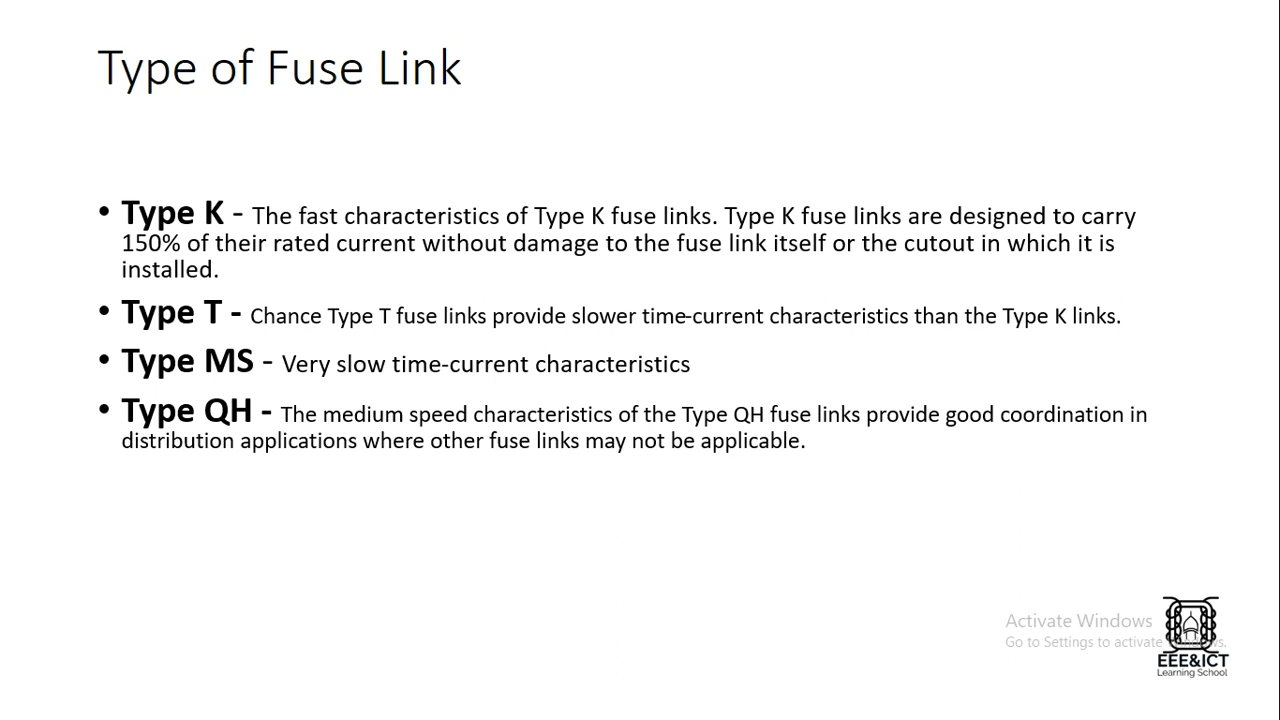 Type of Fuse Link
• Type K - The fast characteristics of Type K fuse links. Type K fuse links are designed to carry
150% of their rated current without damage to the fuse link itself or the cutout in which it is
installed.
• Type T - Chance Type T fuse links provide slower time-current characteristics than the Type K links.
• Type MS - Very slow time-current characteristics
• Type QH - The medium speed characteristics of the Type QH fuse links provide good coordination in
distribution applications where other fuse links may not be applicable.
Activate Windows
Go to Settings to activate Windows.
EEE&ICT
Learning School